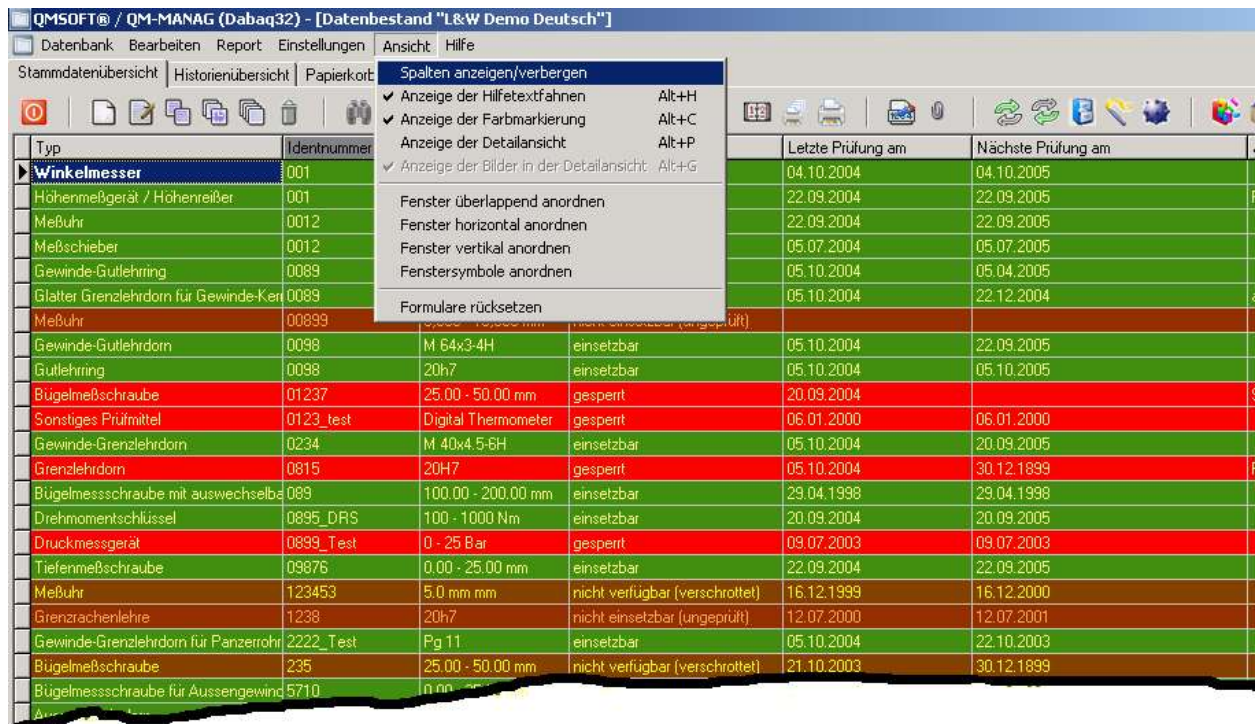 QMSOFT® / QM-MANAG (Dabaq32) - [Datenbestand "L&W Demo Deutsch"]
Datenbank Bearbeiten Report Einstellungen Ansicht Hilfe
Stammdatenübersicht Historienübersicht Papierkorb
Spalten anzeigen/verbergen
Anzeige der Hilfetextfahnen Alt+H
Anzeige der Farbmarkierung Alt+C
Anzeige der Detailansicht Alt+P
Anzeige der Bilder in der Detailansicht Alt+G
Fenster überlappend anordnen
Fenster horizontal anordnen
Fenster vertikal anordnen
Fenstersymbole anordnen
Formulare rücksetzen
Typ Identnummer Letzte Prüfung am Nächste Prüfung am
Winkelmesser 001 04.10.2004 04.10.2005
Höhenmeßgerät / Höhenreißer 001 22.09.2004 22.09.2005
Meßuhr 0012 22.09.2004 22.09.2005
Meßschieber 0012 05.07.2004 05.07.2005
Gewinde-Gutlehrring 0089 05.10.2004 05.04.2005
Glatter Grenzlehrdorn für Gewinde-Ker 0089 05.10.2004 22.12.2004
Meßuhr 00899 nicht einsetzbar (ungeprüft)
Gewinde-Gutlehrdorn 0098 M 64x3-4H einsetzbar 05.10.2004 22.09.2005
Gutlehrring 0098 20h7 einsetzbar 05.10.2004 05.10.2005
Bügelmeßschraube 01237 25.00 - 50.00 mm gesperrt 20.09.2004
Sonstiges Prüfmittel 0123_test Digital Thermometer gesperrt 06.01.2000 06.01.2000
Gewinde-Grenzlehrdorn 0234 M 40x4.5-6H einsetzbar 05.10.2004 20.09.2005
Grenzlehrdorn 0815 20H7 gesperrt 05.10.2004 30.12.1899
Bügelmessschraube mit auswechselba 089 100.00 - 200.00 mm einsetzbar 29.04.1998 29.04.1998
Drehmomentschlüssel 0895_DRS 100 - 1000 Nm einsetzbar 20.09.2004 20.09.2005
Druckmessgerät 0899_Test 0 - 25 Bar gesperrt 09.07.2003 09.07.2003
Tiefenmeßschraube 09876 0.00 - 25.00 mm einsetzbar 22.09.2004 22.09.2005
Meßuhr 123453 5.0 mm mm nicht verfügbar (verschrottet) 16.12.1999 16.12.2000
Grenzrachenlehre 1238 20h7 nicht einsetzbar (ungeprüft) 12.07.2000 12.07.2001
Gewinde-Grenzlehrdorn für Panzerrohr 2222_Test Pg 11 einsetzbar 05.10.2004 22.10.2003
Bügelmeßschraube 235 25.00 - 50.00 mm nicht verfügbar (verschrottet) 21.10.2003 30.12.1899
Bügelmessschraube für Aussengewind 5710